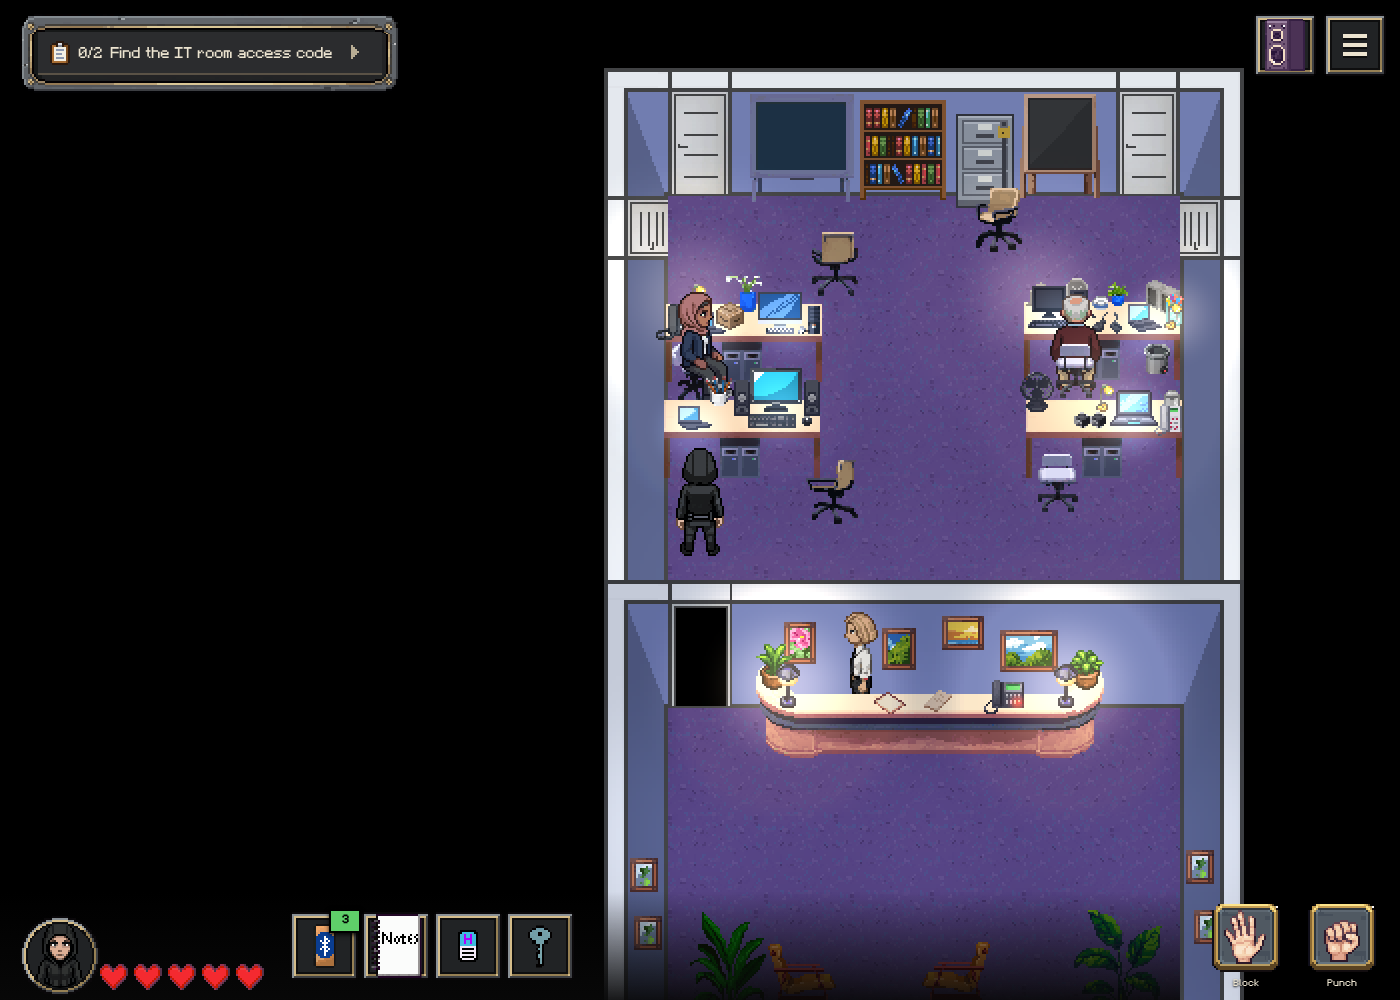 0/2 Find the IT room access code
3
Notes
H
Block
Punch